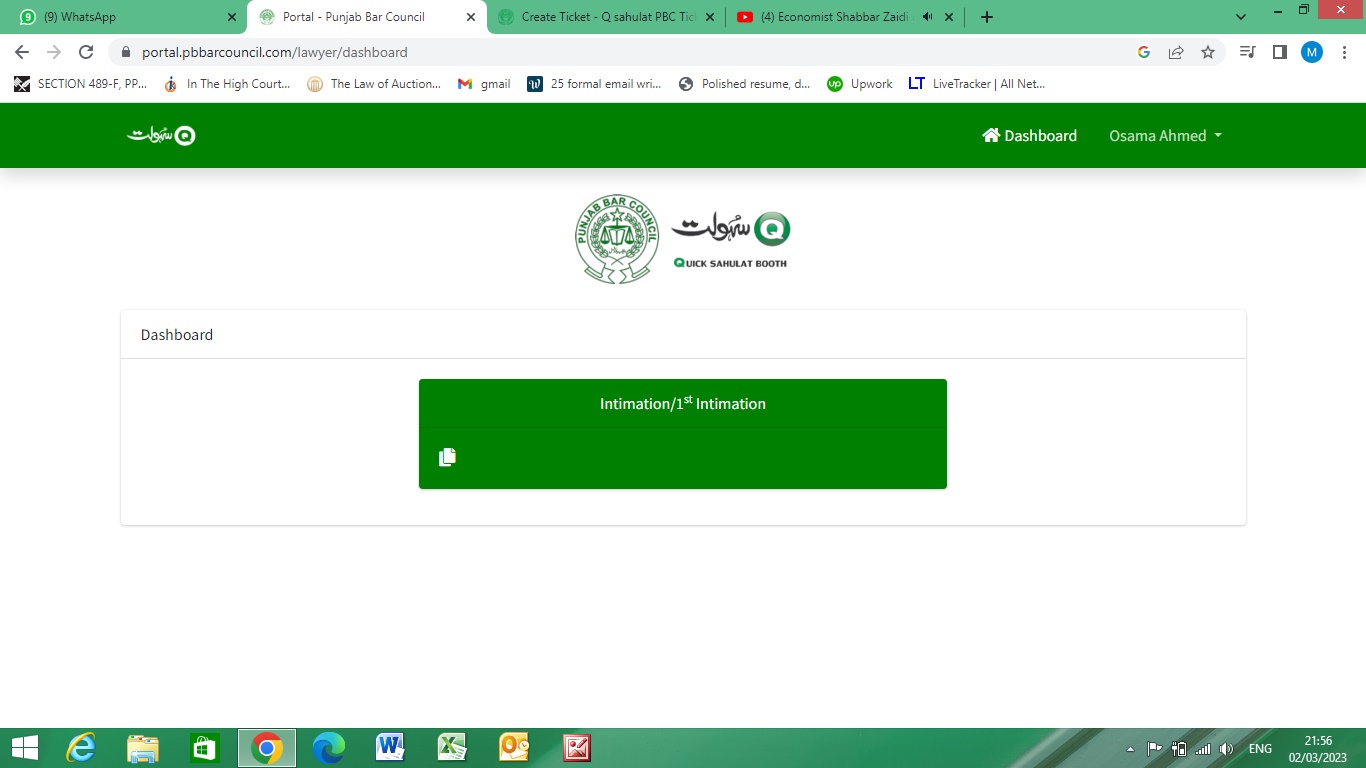 (9) WhatsApp
Portal - Punjab Bar Council
Create Ticket - Q sahulat PBC Tic
(4) Economist Shabbar Zaidi
portal.pbbarcouncil.com/lawyer/dashboard
M
SECTION 489-F, PP...
In The High Court...
The Law of Auction...
gmail
25 formal email wri...
Polished resume, d...
Upwork
LT LiveTracker | All Net...
سہولت Q
Dashboard
Osama Ahmed
PUNJAB BAR COUNCIL
سہولت Q
QUICK SAHULAT BOOTH
Dashboard
Intimation/1st Intimation
ENG
21:56
02/03/2023